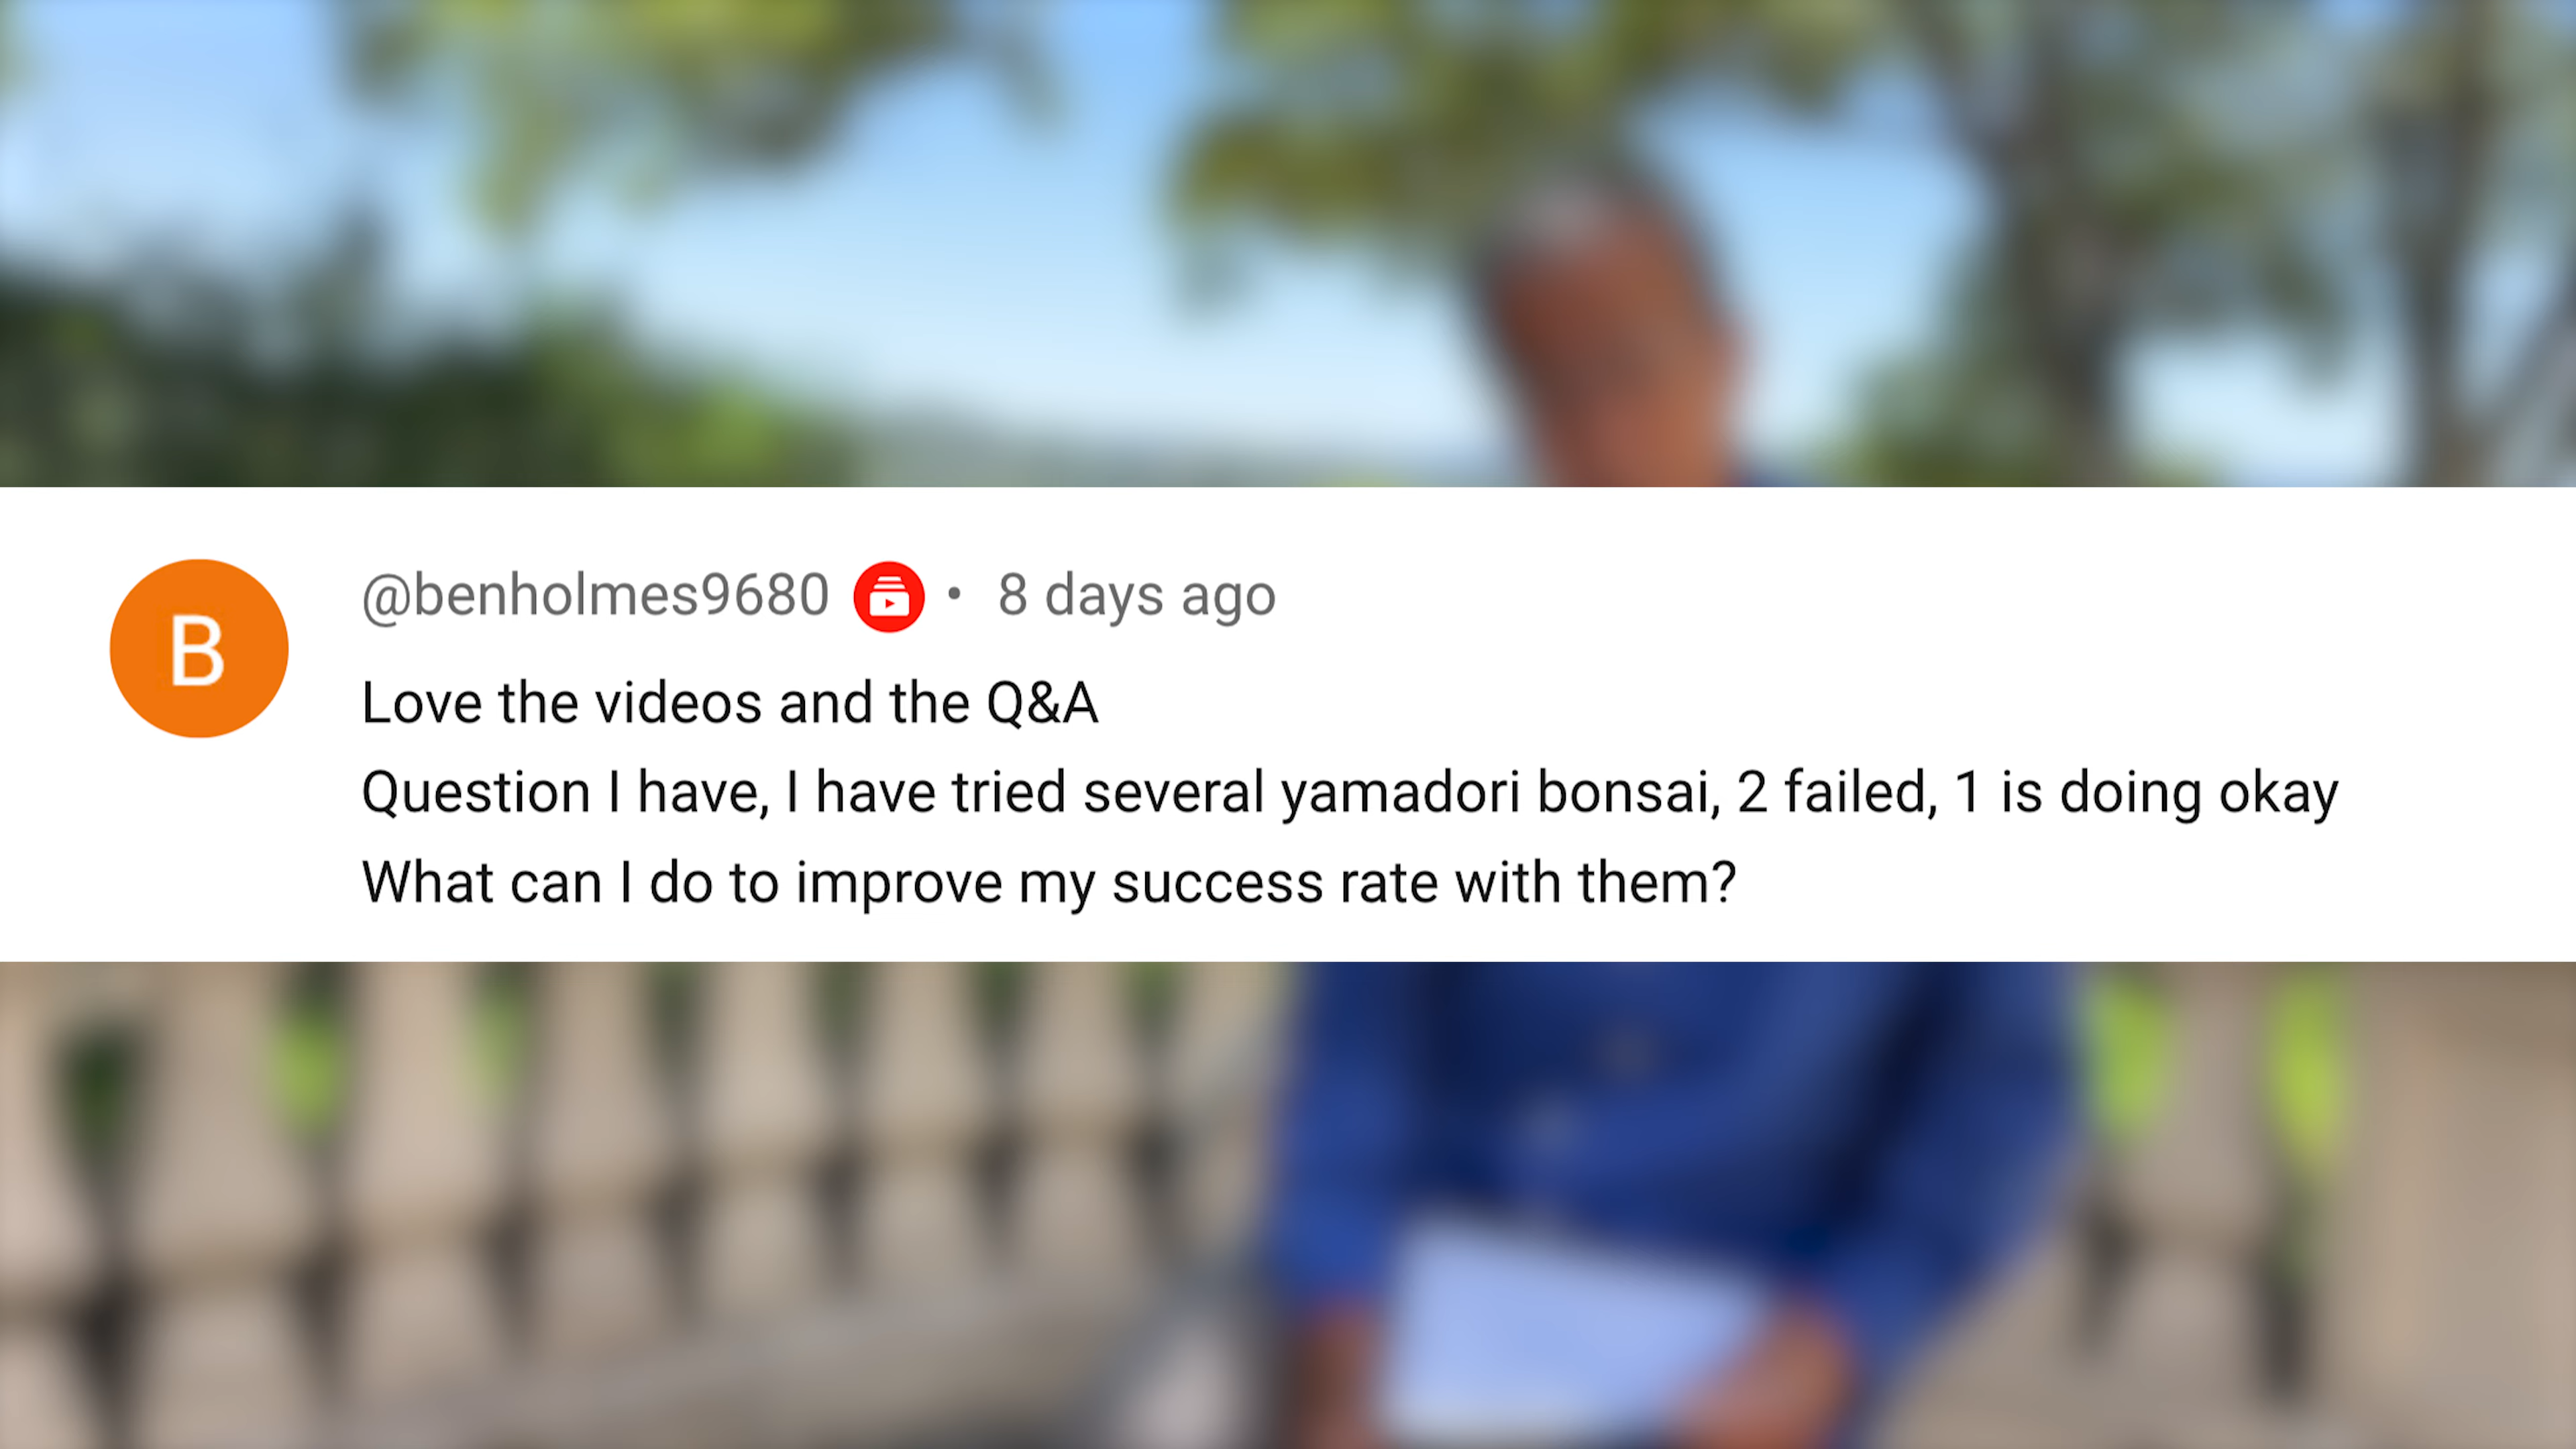 B
@benholmes9680 • 8 days ago
Love the videos and the Q&A
Question I have, I have tried several yamadori bonsai, 2 failed, 1 is doing okay
What can I do to improve my success rate with them?